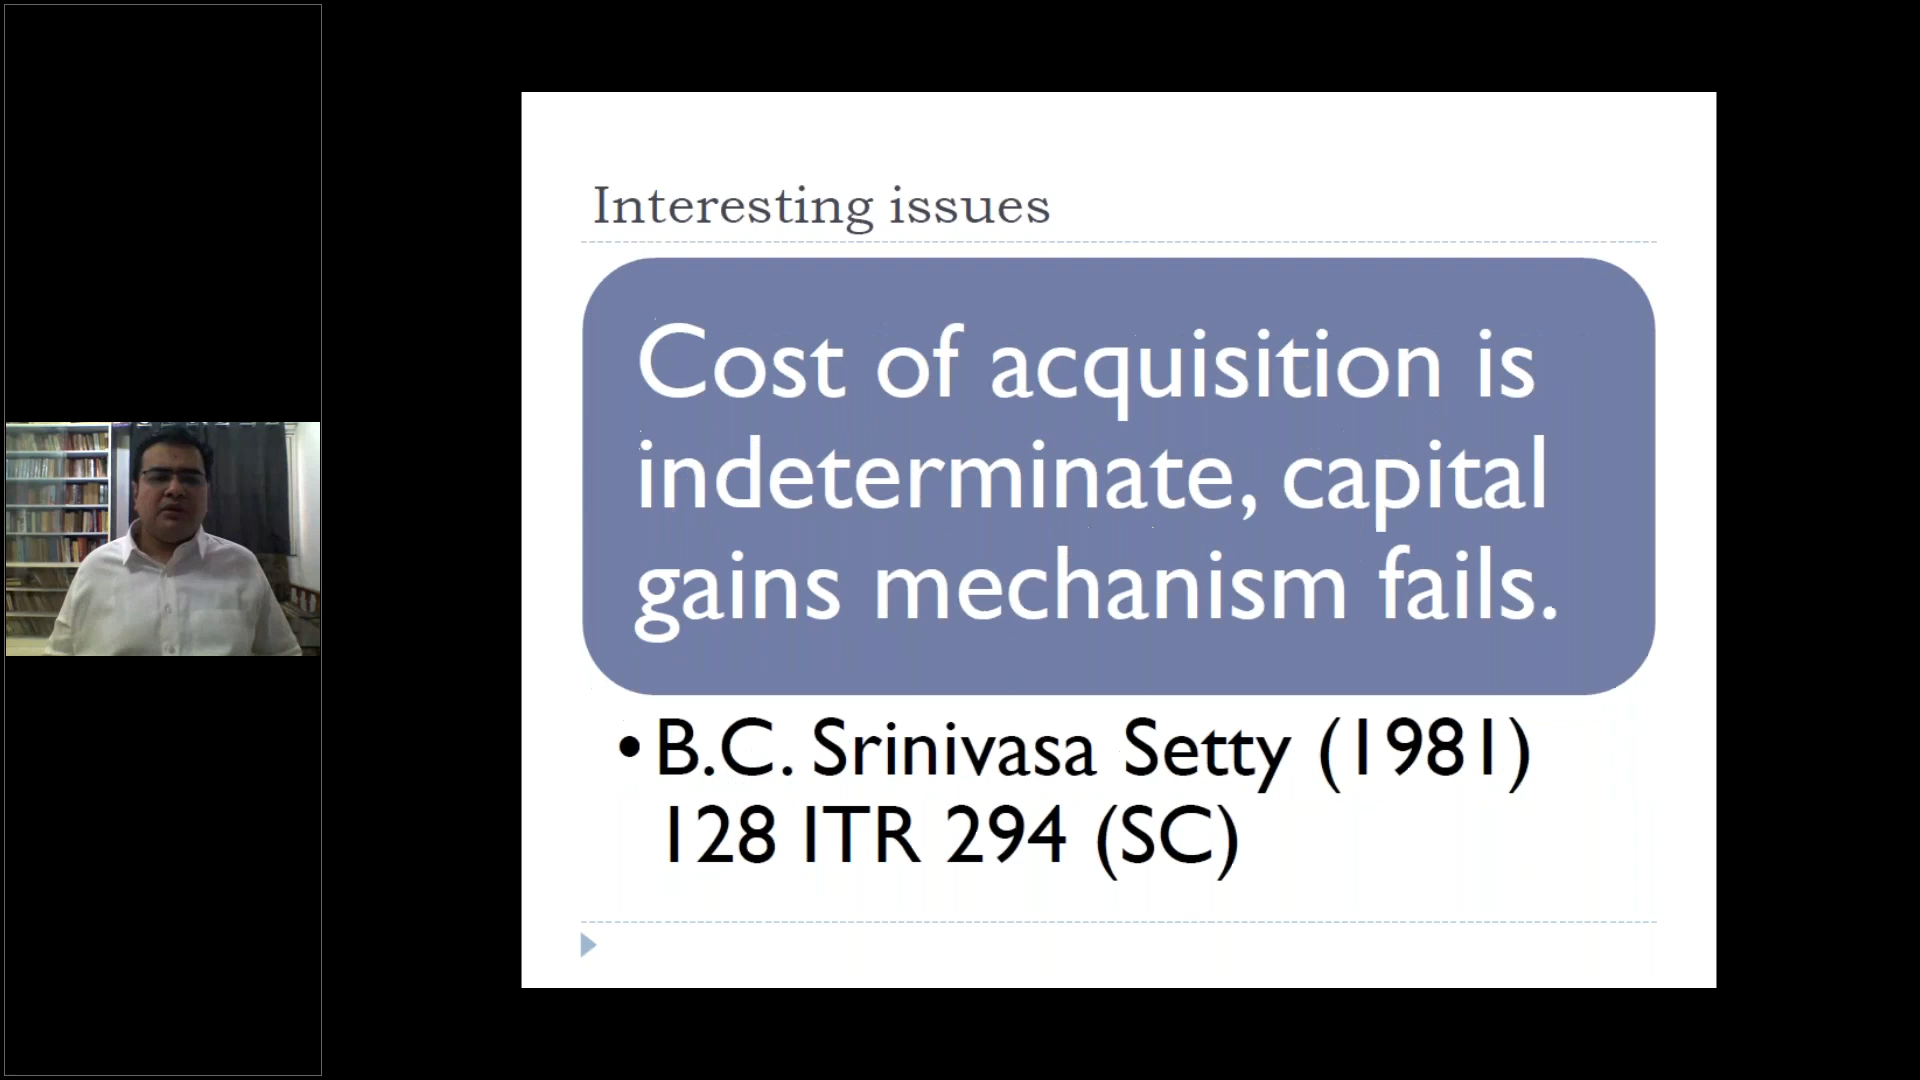 Interesting issues
Cost of acquisition is
indeterminate, capital
gains mechanism fails.
• B.C. Srinivasa Setty (1981)
128 ITR 294 (SC)